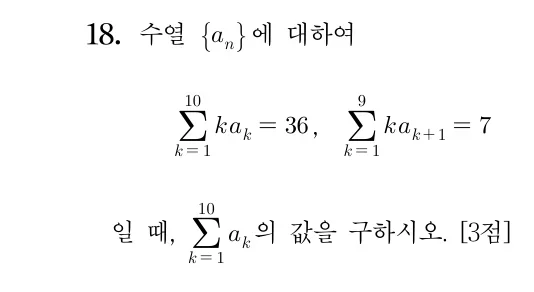 18. 수열 {aₙ}에 대하여
∑_{k=1}^{10} ka_k = 36, ∑_{k=1}^{9} ka_{k+1} = 7
일 때, ∑_{k=1}^{10} a_k의 값을 구하시오. [3점]